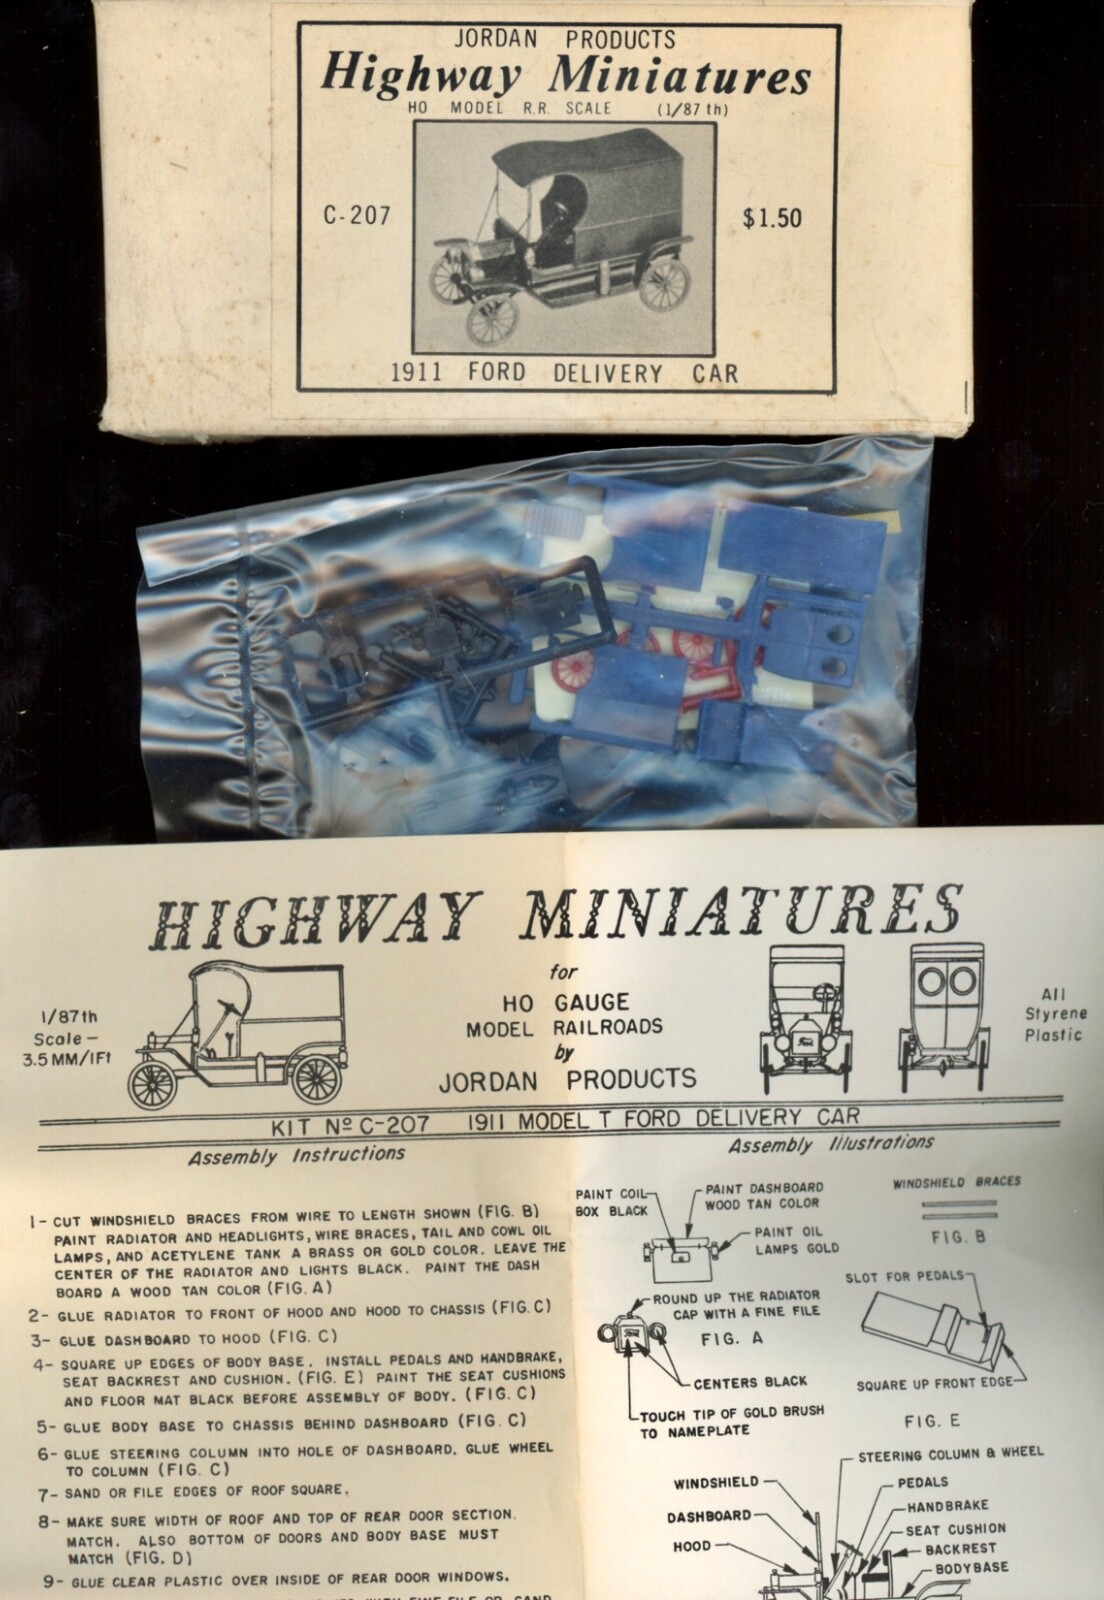 JORDAN PRODUCTS
Highway Miniatures
HO MODEL R.R. SCALE (1/87 th)
C-207
$1.50
1911 FORD DELIVERY CAR
HIGHWAY MINIATURES
for
HO GAUGE
MODEL RAILROADS
by
JORDAN PRODUCTS
1/87th
Scale –
3.5 MM/1Ft
All
Styrene
Plastic
Ford
KIT Nº C-207 1911 MODEL T FORD DELIVERY CAR
Assembly Instructions
1- CUT WINDSHIELD BRACES FROM WIRE TO LENGTH SHOWN (FIG. B)
PAINT RADIATOR AND HEADLIGHTS, WIRE BRACES, TAIL AND COWL OIL
LAMPS, AND ACETYLENE TANK A BRASS OR GOLD COLOR. LEAVE THE
CENTER OF THE RADIATOR AND LIGHTS BLACK. PAINT THE DASH
BOARD A WOOD TAN COLOR (FIG. A)
2- GLUE RADIATOR TO FRONT OF HOOD AND HOOD TO CHASSIS (FIG. C)
3- GLUE DASHBOARD TO HOOD (FIG. C)
4- SQUARE UP EDGES OF BODY BASE. INSTALL PEDALS AND HANDBRAKE,
SEAT BACKREST AND CUSHION. (FIG. E) PAINT THE SEAT CUSHIONS
AND FLOOR MAT BLACK BEFORE ASSEMBLY OF BODY. (FIG. C)
5- GLUE BODY BASE TO CHASSIS BEHIND DASHBOARD (FIG. C)
6- GLUE STEERING COLUMN INTO HOLE OF DASHBOARD. GLUE WHEEL
TO COLUMN (FIG. C)
7- SAND OR FILE EDGES OF ROOF SQUARE.
8- MAKE SURE WIDTH OF ROOF AND TOP OF REAR DOOR SECTION
MATCH. ALSO BOTTOM OF DOORS AND BODY BASE MUST
MATCH (FIG. D)
9- GLUE CLEAR PLASTIC OVER INSIDE OF REAR DOOR WINDOWS.
Assembly Illustrations
PAINT COIL
BOX BLACK
PAINT DASHBOARD
WOOD TAN COLOR
PAINT OIL
LAMPS GOLD
WINDSHIELD BRACES
FIG. B
ROUND UP THE RADIATOR
CAP WITH A FINE FILE
FIG. A
Ford
CENTERS BLACK
TOUCH TIP OF GOLD BRUSH
TO NAMEPLATE
SLOT FOR PEDALS
SQUARE UP FRONT EDGE
FIG. E
STEERING COLUMN & WHEEL
WINDSHIELD
PEDALS
DASHBOARD
HANDBRAKE
HOOD
SEAT CUSHION
BACKREST
BODYBASE